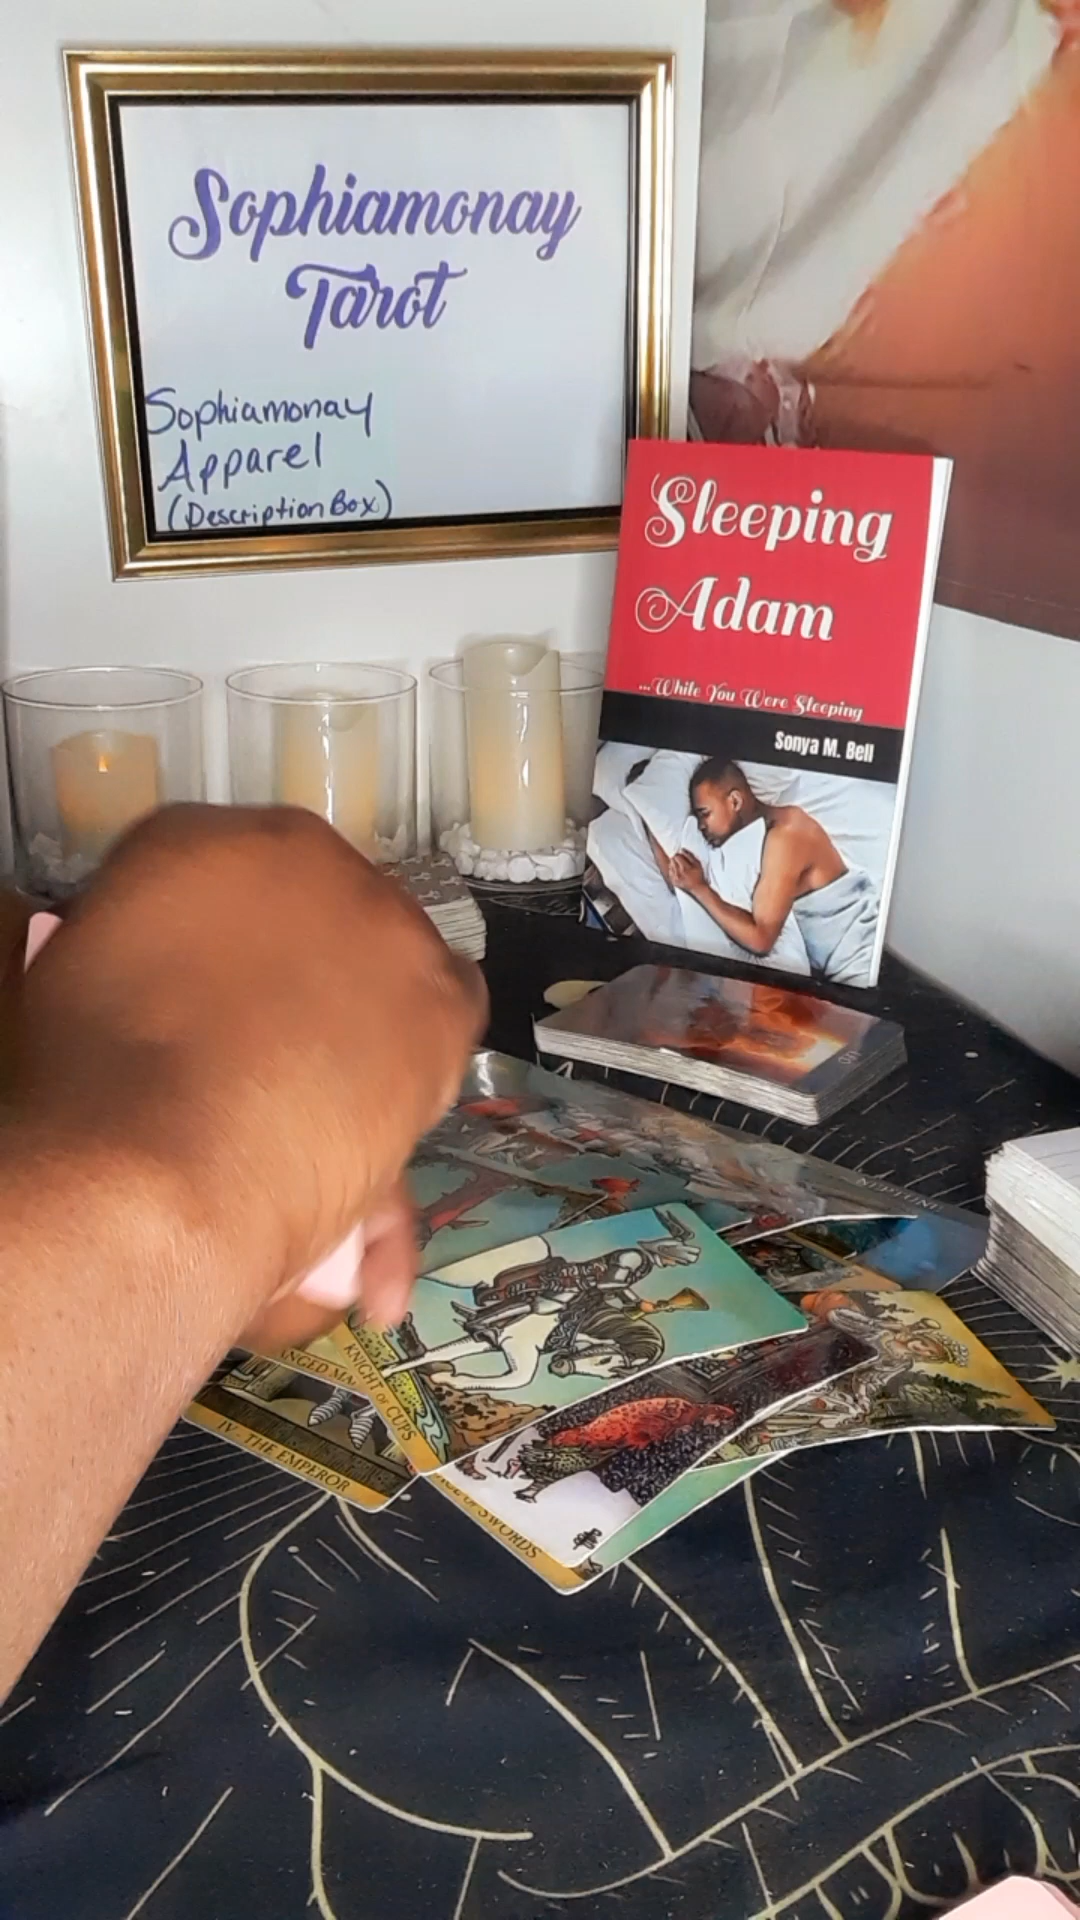 Sophiamonay
Tarot
Sophiamonay
Apparel
(Description Box)
Sleeping
Adam
...While You Were Sleeping
Sonya M. Bell
NEPTUNE
KNIGHT OF CUPS
IV - THE EMPEROR
OF SWORDS